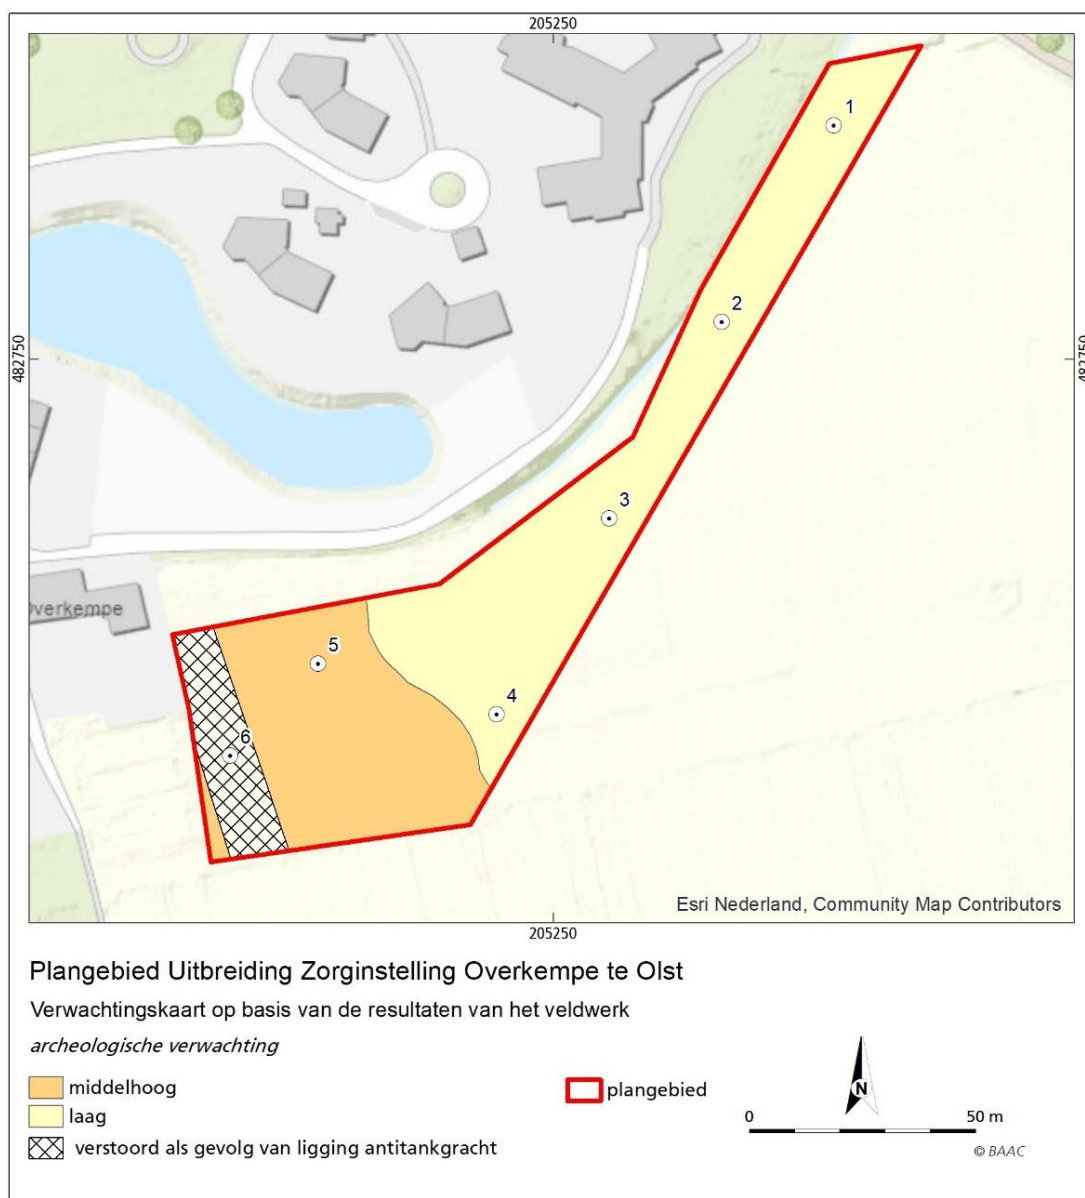 205250
1
2
482750
482750
3
Overkempe
5
4
6
Esri Nederland, Community Map Contributors
205250
Plangebied Uitbreiding Zorginstelling Overkempe te Olst
Verwachtingskaart op basis van de resultaten van het veldwerk
archeologische verwachting
middelhoog
laag
verstoord als gevolg van ligging antitankgracht
plangebied
N
0 50 m
© BAAC